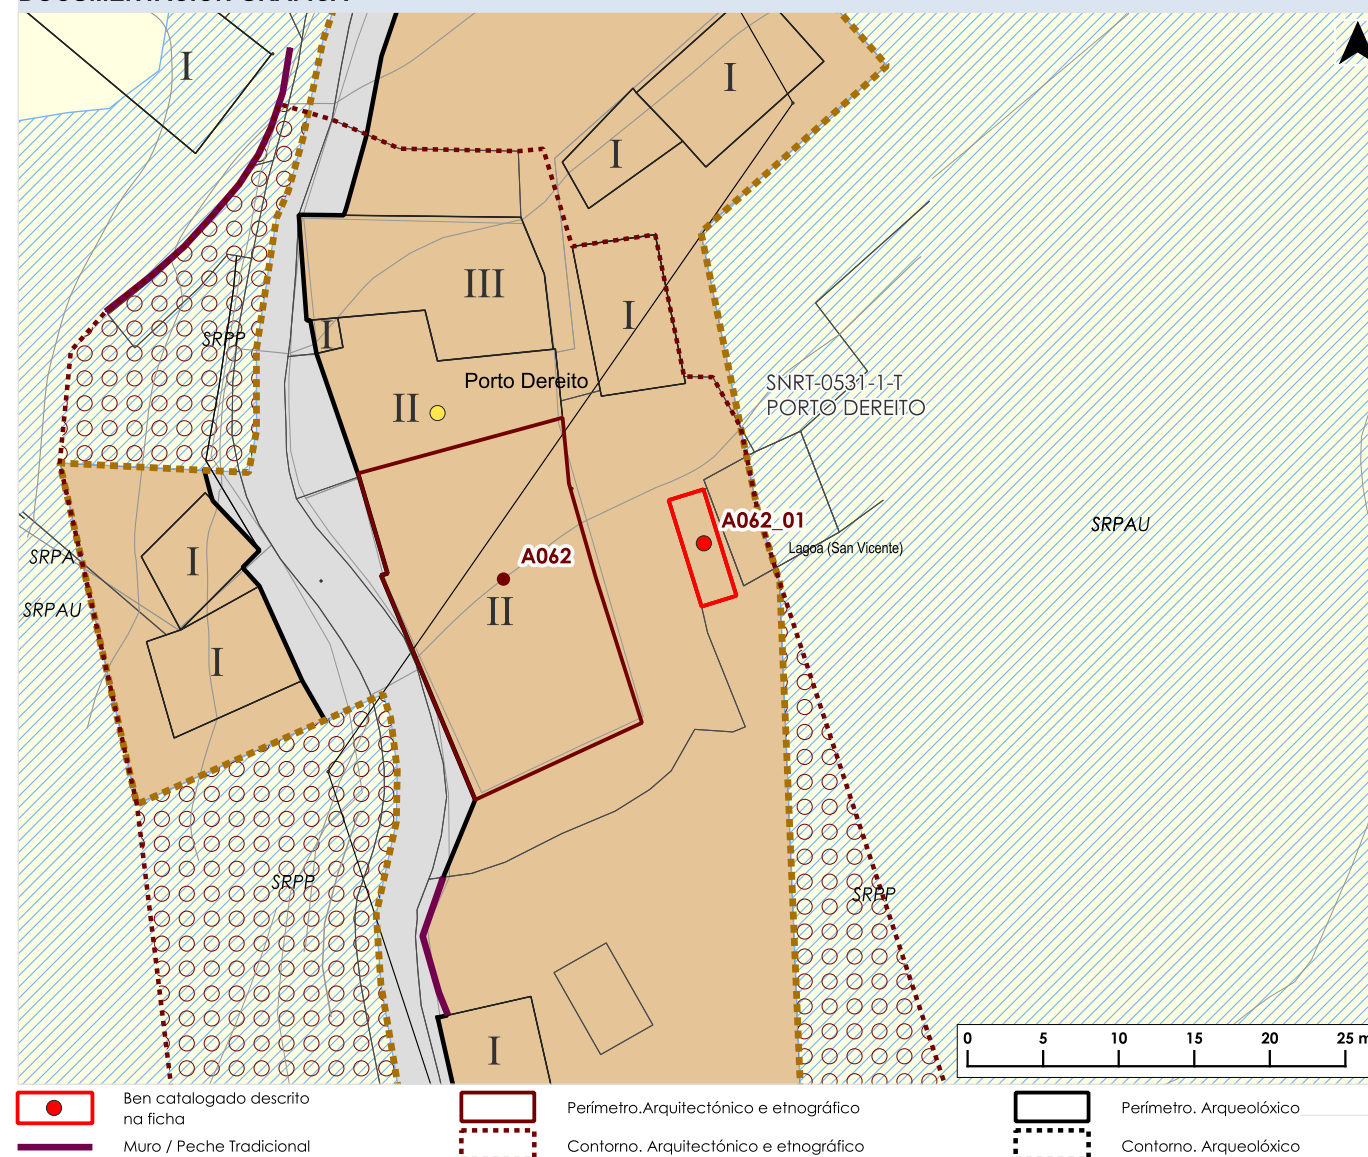 I
I
I
III
I
I
SRPP
Porto Dereito
SNRT-0531-1-T
PORTO DEREITO
II
A062_01
SRPAU
Lagoa (San Vicente)
A062
SRPA
I
II
SRPAU
I
SRPP
SRPP
I
0 5 10 15 20 25 m
Ben catalogado descrito
na ficha
Perímetro.Arquitectónico e etnográfico
Perímetro. Arqueolóxico
Muro / Peche Tradicional
Contorno. Arquitectónico e etnográfico
Contorno. Arqueolóxico